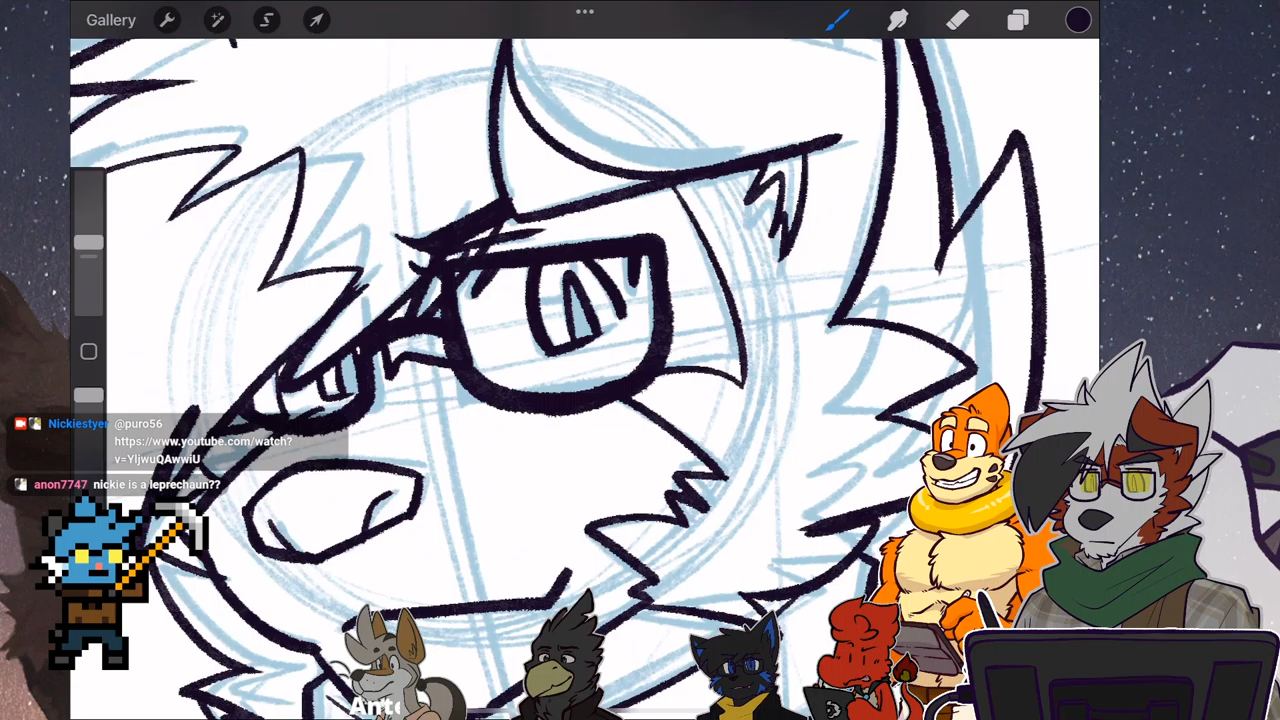 Gallery
Nickiestyer @puro56
https://www.youtube.com/watch?
v=YljwuQAwwiU
anon7747 nickie is a leprechaun??